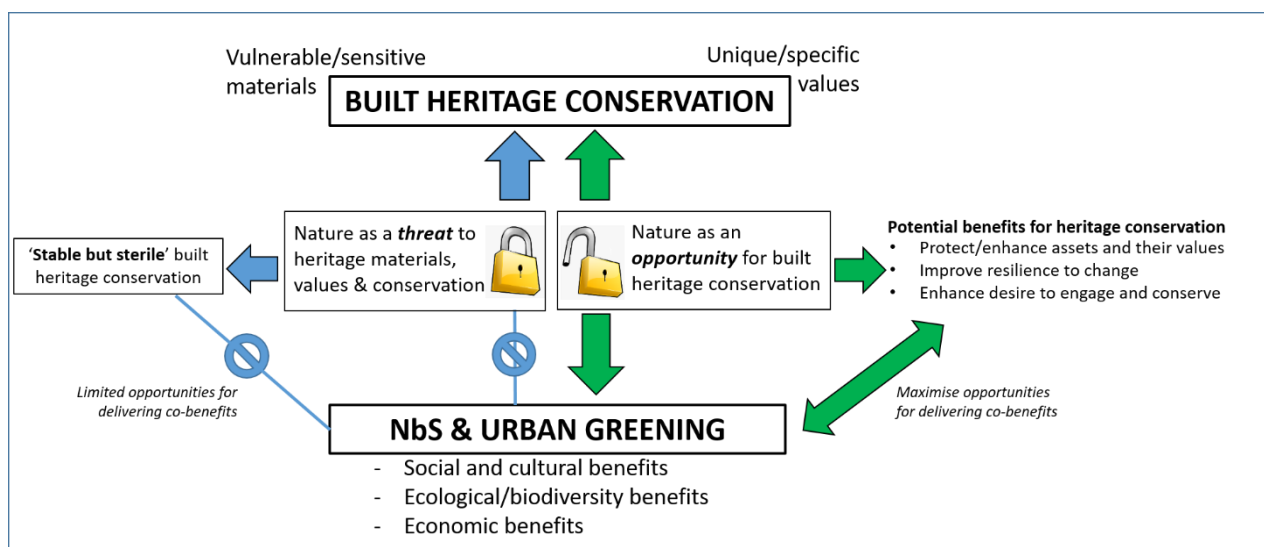 Vulnerable/sensitive
materials
Unique/specific
values
BUILT HERITAGE CONSERVATION
'Stable but sterile' built
heritage conservation
Nature as a threat to
heritage materials,
values & conservation
Nature as an
opportunity for built
heritage conservation
Potential benefits for heritage conservation
• Protect/enhance assets and their values
• Improve resilience to change
• Enhance desire to engage and conserve
Limited opportunities for
delivering co-benefits
Maximise opportunities
for delivering co-benefits
NbS & URBAN GREENING
- Social and cultural benefits
- Ecological/biodiversity benefits
- Economic benefits